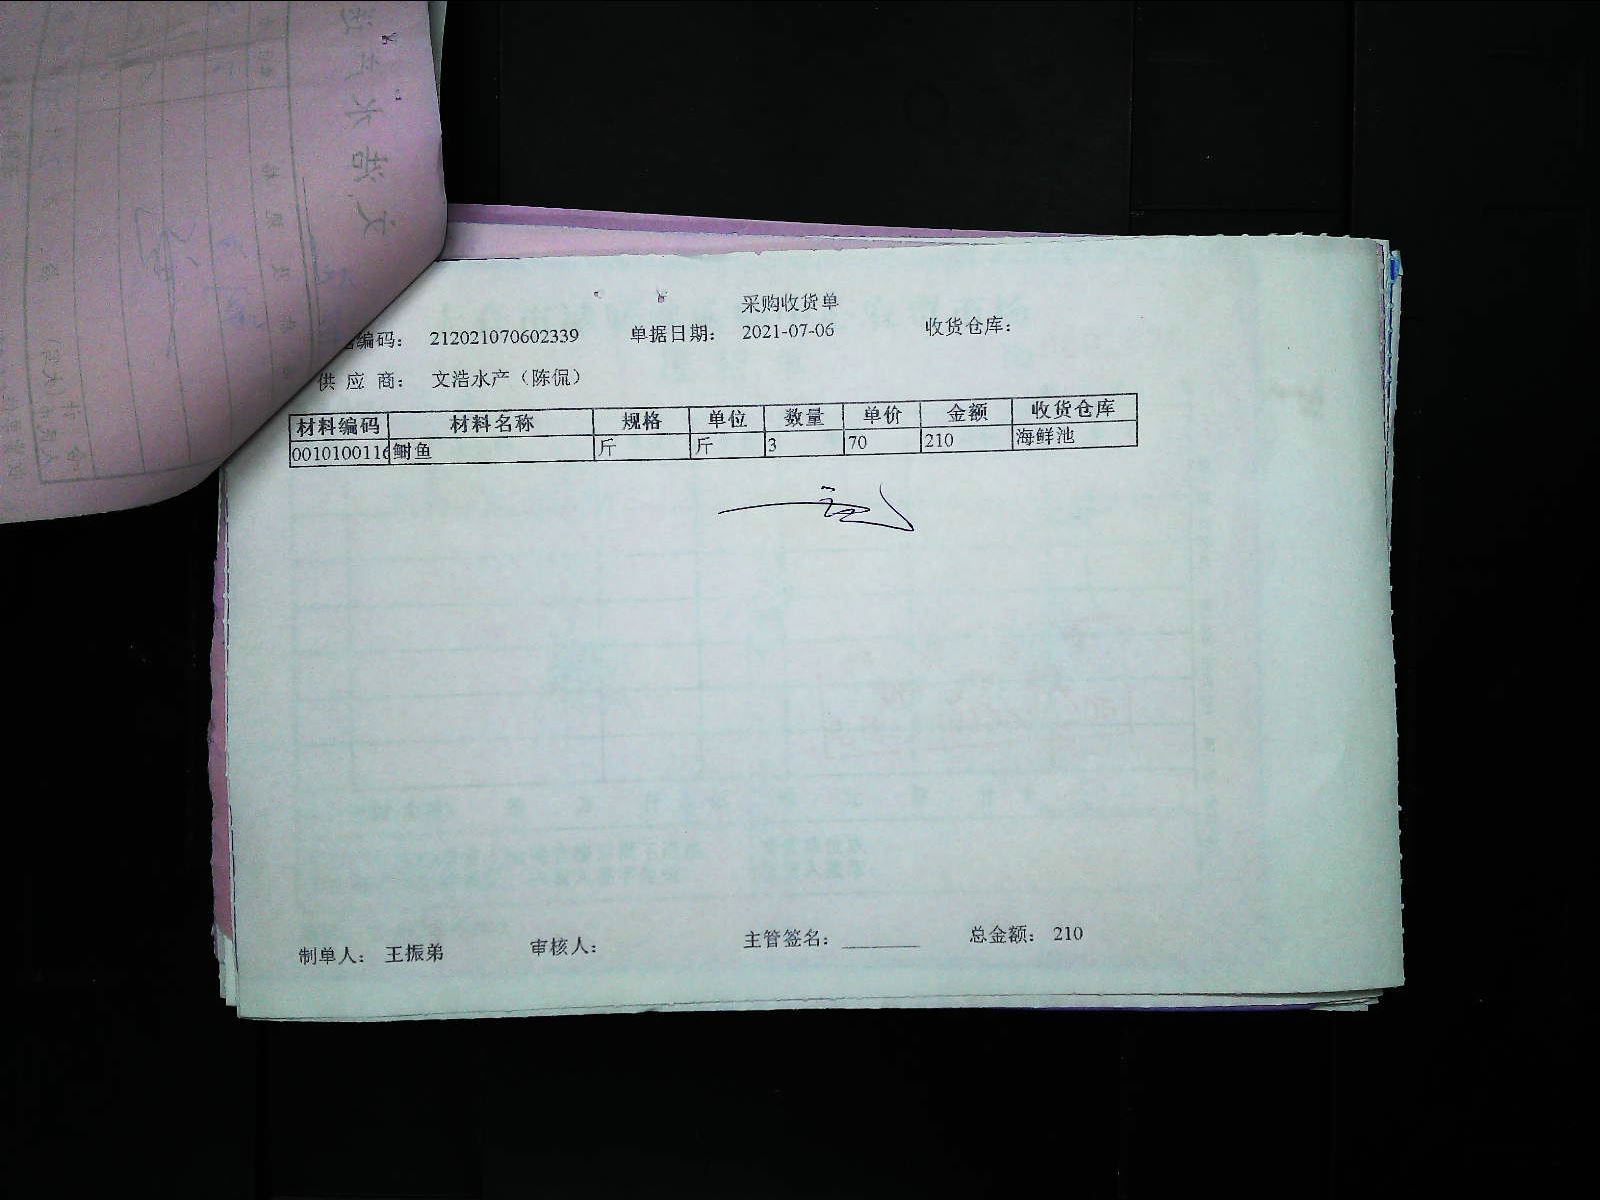 采购收货单
编码： 212021070602339 单据日期： 2021-07-06 收货仓库：
供 应 商： 文浩水产（陈侃）
材料编码 材料名称 规格 单位 数量 单价 金额 收货仓库
0010100116 鲥鱼 斤 斤 3 70 210 海鲜池
制单人： 王振弟 审核人： 主管签名：________ 总金额： 210